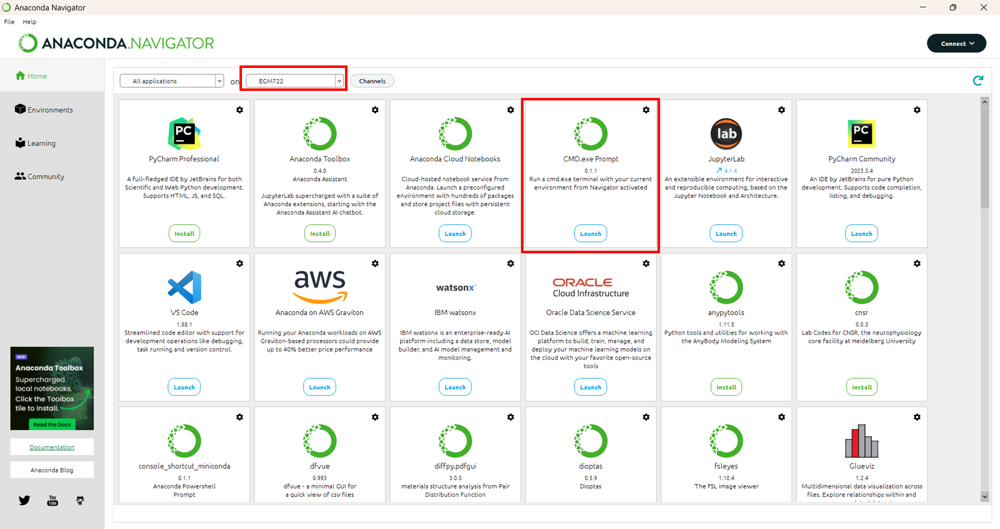 Anaconda Navigator
File Help
ANACONDA.NAVIGATOR
Connect
Home
Environments
Learning
Community
NEW
Anaconda Toolbox
Supercharged
local notebooks.
Click the Toolbox
tile to Install.
Read the Docs
Documentation
Anaconda Blog
You
Tube
All applications on EGM722 Channels
PC
PyCharm Professional
A full-fledged IDE by JetBrains for both
Scientific and Web Python development.
Supports HTML, JS, and SQL.
Install
Anaconda Toolbox
0.4.0
Anaconda Assistant
JupyterLab supercharged with a suite of
Anaconda extensions, starting with the
Anaconda Assistant AI chatbot.
Install
Anaconda Cloud Notebooks
Cloud-hosted notebook service from
Anaconda. Launch a preconfigured
environment with hundreds of packages
and store project files with persistent
cloud storage.
Launch
CMD.exe Prompt
0.1.1
Run a cmd.exe terminal with your current
environment from Navigator activated
Launch
lab
JupyterLab
4.1.4
An extensible environment for interactive
and reproducible computing, based on the
Jupyter Notebook and Architecture.
Launch
PC
PyCharm Community
2023.3.4
An IDE by JetBrains for pure Python
development. Supports code completion,
listing, and debugging.
Launch
VS Code
1.88.1
Streamlined code editor with support for
development operations like debugging,
task running and version control.
Launch
aws
Anaconda on AWS Graviton
Running your Anaconda workloads on AWS
Graviton-based processors could provide
up to 40% better price performance
Launch
watsonx™
IBM watsonx
IBM watsonx is an enterprise-ready AI
platform including a data store, model
builder, and AI model management and
monitoring.
Launch
ORACLE
Cloud Infrastructure
Oracle Data Science Service
OCI Data Science offers a machine learning
platform to build, train, manage, and
deploy your machine learning models on
the cloud with your favorite open-source
tools
Launch
anypytools
1.11.5
Python tools and utilities for working with
the AnyBody Modeling System
Install
cnsr
0.0.3
Lab Codes for CNSR, the neurophysiology
core facility at Heidelberg University
Install
console_shortcut_miniconda
0.1.1
Anaconda Powershell
Prompt
dfvue
0.993
dfvue - a minimal GUI for
a quick view of csv files
diffpy.pdfgui
3.0.5
materials structure analysis from Pair
Distribution Function
dioptas
0.5.9
Dioptas
fsleyes
1.10.4
The FSL image viewer
Glueviz
1.2.4
Multidimensional data visualization across
files. Explore relationships within and